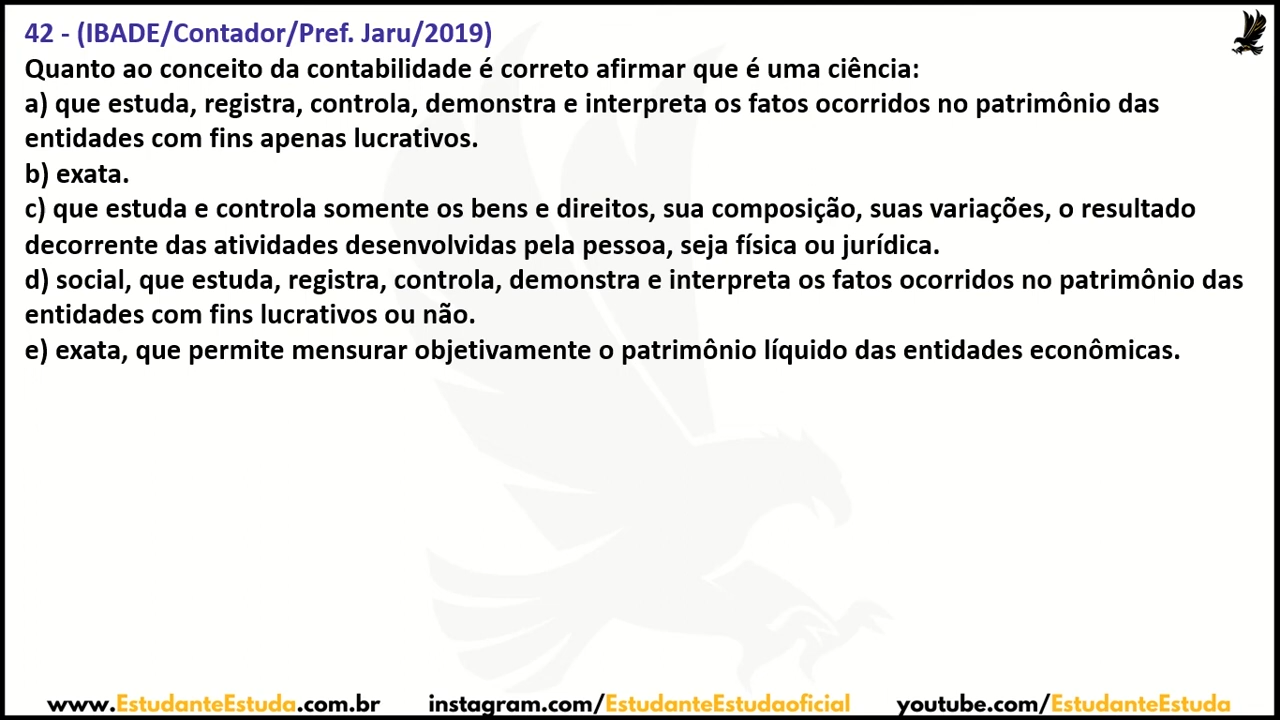 42 - (IBADE/Contador/Pref. Jaru/2019)
Quanto ao conceito da contabilidade é correto afirmar que é uma ciência:
a) que estuda, registra, controla, demonstra e interpreta os fatos ocorridos no patrimônio das
entidades com fins apenas lucrativos.
b) exata.
c) que estuda e controla somente os bens e direitos, sua composição, suas variações, o resultado
decorrente das atividades desenvolvidas pela pessoa, seja física ou jurídica.
d) social, que estuda, registra, controla, demonstra e interpreta os fatos ocorridos no patrimônio das
entidades com fins lucrativos ou não.
e) exata, que permite mensurar objetivamente o patrimônio líquido das entidades econômicas.
www.EstudanteEstuda.com.br instagram.com/EstudanteEstudaoficial youtube.com/EstudanteEstuda